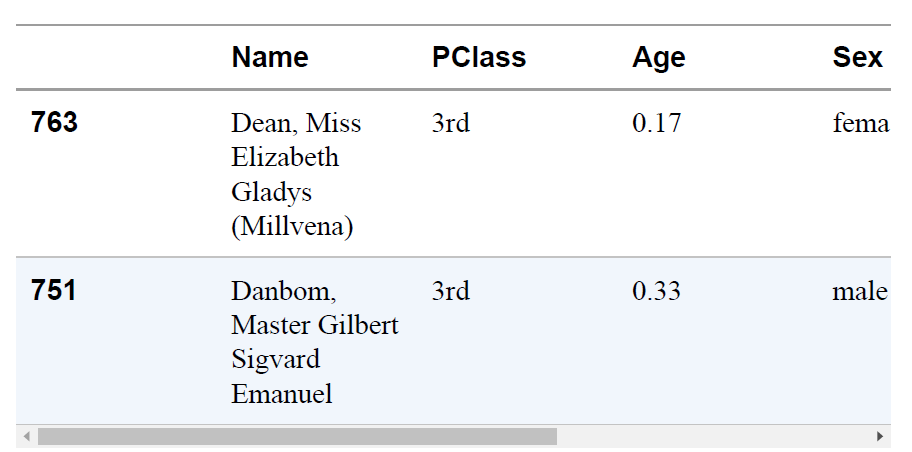 Name PClass Age Sex
763 Dean, Miss 3rd 0.17 fema
Elizabeth
Gladys
(Millvena)
751 Danbom, 3rd 0.33 male
Master Gilbert
Sigvard
Emanuel